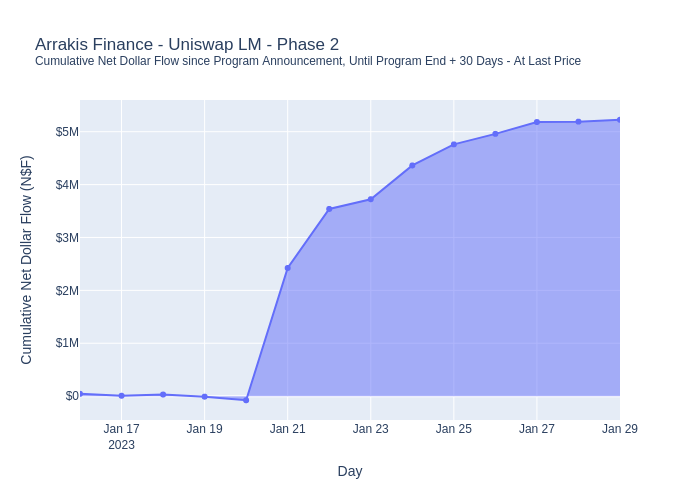 Arrakis Finance - Uniswap LM - Phase 2
Cumulative Net Dollar Flow since Program Announcement, Until Program End + 30 Days - At Last Price
Cumulative Net Dollar Flow (N$F)
$5M
$4M
$3M
$2M
$1M
$0
Jan 17 Jan 19 Jan 21 Jan 23 Jan 25 Jan 27 Jan 29
2023
Day